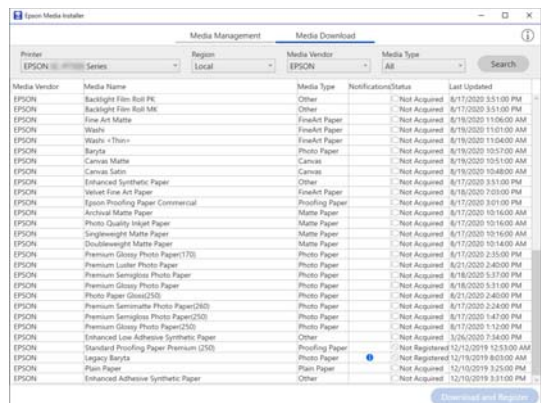 Epson Media Installer
Media Management Media Download
Printer Region Media Vendor Media Type
EPSON Series Local EPSON All Search
Media Vendor Media Name Media Type Notifications Status Last Updated
EPSON Backlight Film Roll PK Other Not Acquired 8/17/2020 3:51:00 PM
EPSON Backlight Film Roll MK Other Not Acquired 8/17/2020 3:51:00 PM
EPSON Fine Art Matte FineArt Paper Not Acquired 8/19/2020 11:06:00 AM
EPSON Washi FineArt Paper Not Acquired 8/19/2020 11:01:00 AM
EPSON Washi <Thin> FineArt Paper Not Acquired 8/19/2020 11:04:00 AM
EPSON Baryta Photo Paper Not Acquired 8/19/2020 10:57:00 AM
EPSON Canvas Matte Canvas Not Acquired 8/19/2020 10:51:00 AM
EPSON Canvas Satin Canvas Not Acquired 8/19/2020 10:48:00 AM
EPSON Enhanced Synthetic Paper Other Not Acquired 8/17/2020 3:51:00 PM
EPSON Velvet Fine Art Paper FineArt Paper Not Acquired 8/18/2020 7:03:00 PM
EPSON Epson Proofing Paper Commercial Proofing Paper Not Acquired 8/17/2020 3:01:00 PM
EPSON Archival Matte Paper Matte Paper Not Acquired 8/17/2020 10:16:00 AM
EPSON Photo Quality Inkjet Paper Matte Paper Not Acquired 8/17/2020 10:16:00 AM
EPSON Singleweight Matte Paper Matte Paper Not Acquired 8/17/2020 10:16:00 AM
EPSON Doubleweight Matte Paper Matte Paper Not Acquired 8/17/2020 10:14:00 AM
EPSON Premium Glossy Photo Paper(170) Photo Paper Not Acquired 8/17/2020 2:35:00 PM
EPSON Premium Luster Photo Paper Photo Paper Not Acquired 8/21/2020 2:40:00 PM
EPSON Premium Semigloss Photo Paper Photo Paper Not Acquired 8/18/2020 5:37:00 PM
EPSON Premium Glossy Photo Paper Photo Paper Not Acquired 8/18/2020 5:31:00 PM
EPSON Photo Paper Gloss(250) Photo Paper Not Acquired 8/21/2020 2:40:00 PM
EPSON Premium Semimatte Photo Paper(260) Photo Paper Not Acquired 8/17/2020 2:24:00 PM
EPSON Premium Semigloss Photo Paper(250) Photo Paper Not Acquired 8/17/2020 1:47:00 PM
EPSON Premium Glossy Photo Paper(250) Photo Paper Not Acquired 8/17/2020 1:12:00 PM
EPSON Enhanced Low Adhesive Synthetic Paper Other Not Acquired 3/26/2020 7:34:00 PM
EPSON Standard Proofing Paper Premium (250) Proofing Paper Not Registered 12/12/2019 12:53:00 AM
EPSON Legacy Baryta Photo Paper Not Registered 12/19/2019 8:03:00 AM
EPSON Plain Paper Plain Paper Not Acquired 12/10/2019 3:25:00 PM
EPSON Enhanced Adhesive Synthetic Paper Other Not Acquired 12/10/2019 3:31:00 PM
Download and Register